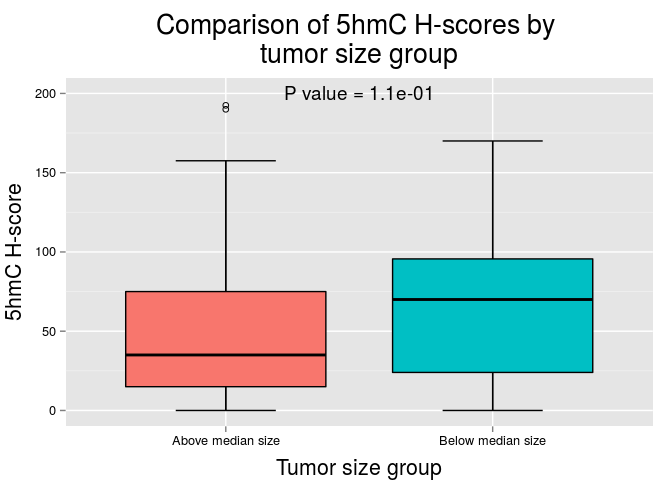 Comparison of 5hmC H-scores by
tumor size group
P value = 1.1e-01
200
150
100
50
0
5hmC H-score
Above median size
Below median size
Tumor size group